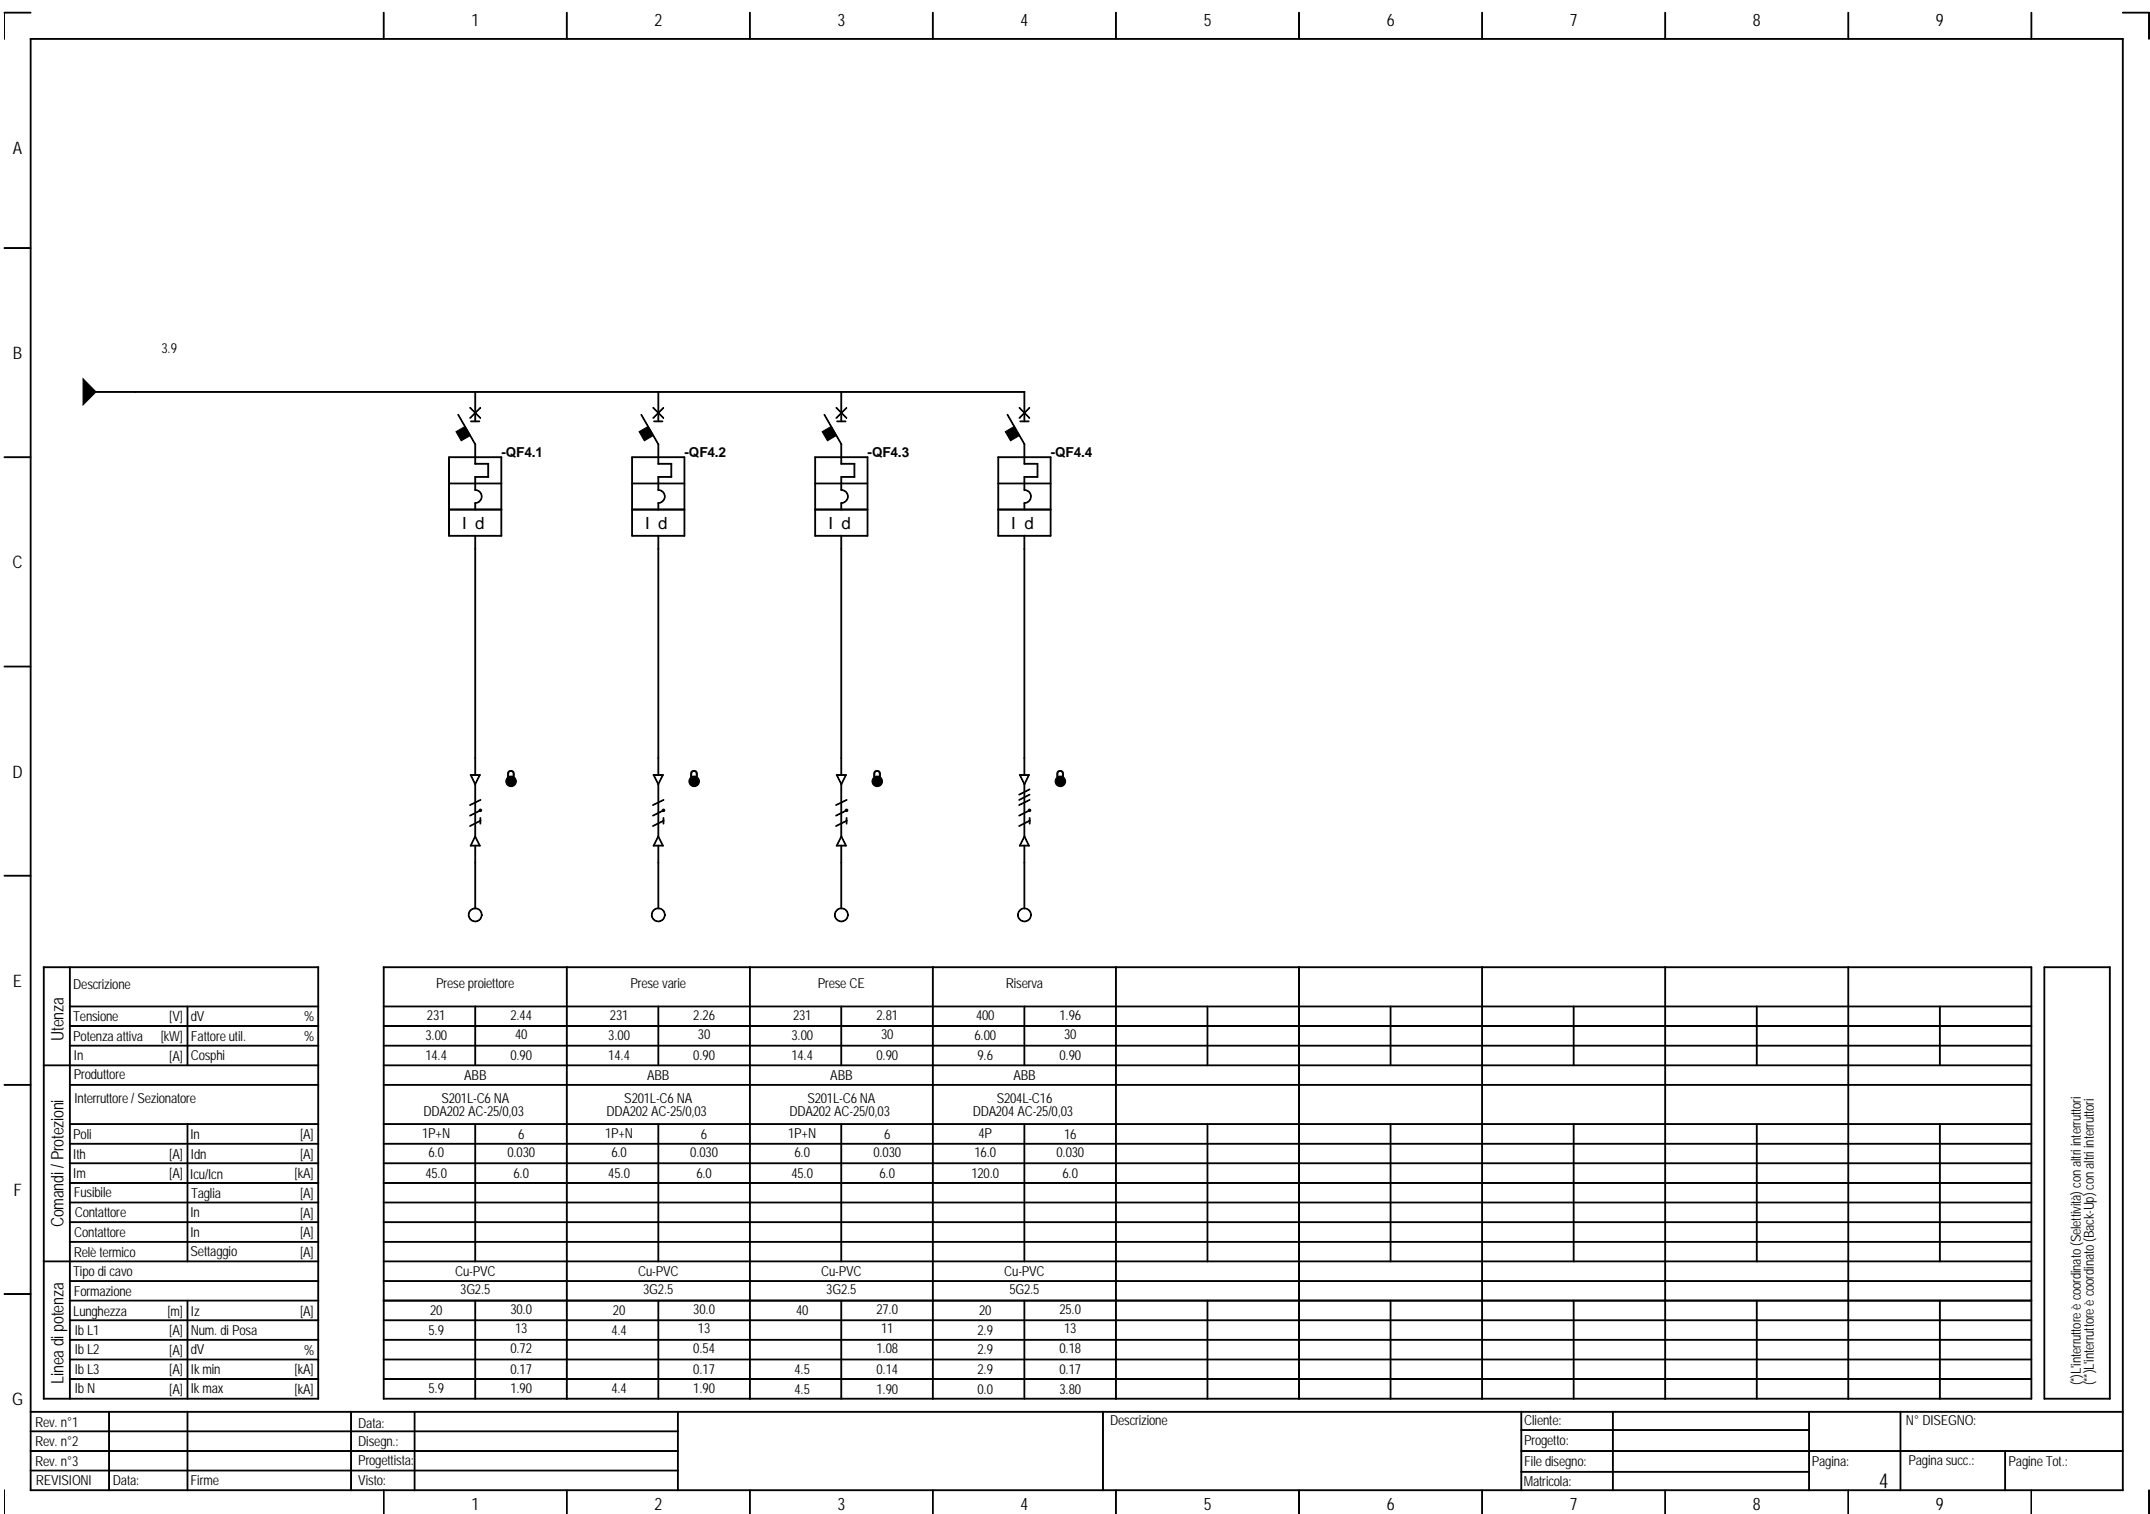 1 2 3 4 5 6 7 8 9
A
B
C
D
E
F
G
3.9
-QF4.1 -QF4.2 -QF4.3 -QF4.4
I d I d I d I d
Utenza
Descrizione Prese proiettore Prese varie Prese CE Riserva
Tensione [V] dV % 231 2.44 231 2.26 231 2.81 400 1.96
Potenza attiva [kW] Fattore util. % 3.00 40 3.00 30 3.00 30 6.00 30
In [A] Cosphi 14.4 0.90 14.4 0.90 14.4 0.90 9.6 0.90
Comandi / Protezioni
Produttore ABB ABB ABB ABB
Interruttore / Sezionatore S201L-C6 NA S201L-C6 NA S201L-C6 NA S204L-C16
DDA202 AC-25/0,03 DDA202 AC-25/0,03 DDA202 AC-25/0,03 DDA204 AC-25/0,03
Poli In [A] 1P+N 6 1P+N 6 1P+N 6 4P 16
Ith [A] Idn [A] 6.0 0.030 6.0 0.030 6.0 0.030 16.0 0.030
Im [A] Icu/Icn [kA] 45.0 6.0 45.0 6.0 45.0 6.0 120.0 6.0
Fusibile Taglia [A]
Contattore In [A]
Contattore In [A]
Relè termico Settaggio [A]
Linea di potenza
Tipo di cavo Cu-PVC Cu-PVC Cu-PVC Cu-PVC
Formazione 3G2.5 3G2.5 3G2.5 5G2.5
Lunghezza [m] Iz [A] 20 30.0 20 30.0 40 27.0 20 25.0
Ib L1 [A] Num. di Posa 5.9 13 4.4 13 11 2.9 13
Ib L2 [A] dV % 0.72 0.54 1.08 2.9 0.18
Ib L3 [A] Ik min [kA] 0.17 0.17 4.5 0.14 2.9 0.17
Ib N [A] Ik max [kA] 5.9 1.90 4.4 1.90 4.5 1.90 0.0 3.80
(*)L'interruttore è coordinato (Selettività) con altri interruttori
(**)L'interruttore è coordinato (Back-Up) con altri interruttori
Rev. n°1 Data: Descrizione Cliente: N° DISEGNO:
Rev. n°2 Disegn.: Progetto:
Rev. n°3 Progettista: File disegno: Pagina: 4 Pagina succ.: Pagine Tot.:
REVISIONI Data: Firme Visto: Matricola:
1 2 3 4 5 6 7 8 9